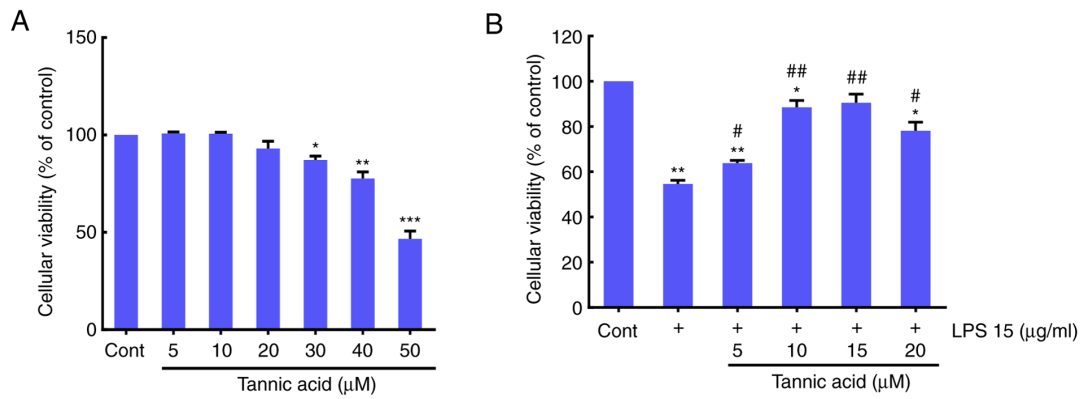 A
Cellular viability (% of control)
150
100
50
0
*
**
***
Cont 5 10 20 30 40 50
Tannic acid (μM)
B
Cellular viability (% of control)
120
100
80
60
40
20
0
**
#
**
##
*
##
#
*
Cont + + + + + LPS 15 (μg/ml)
5 10 15 20
Tannic acid (μM)